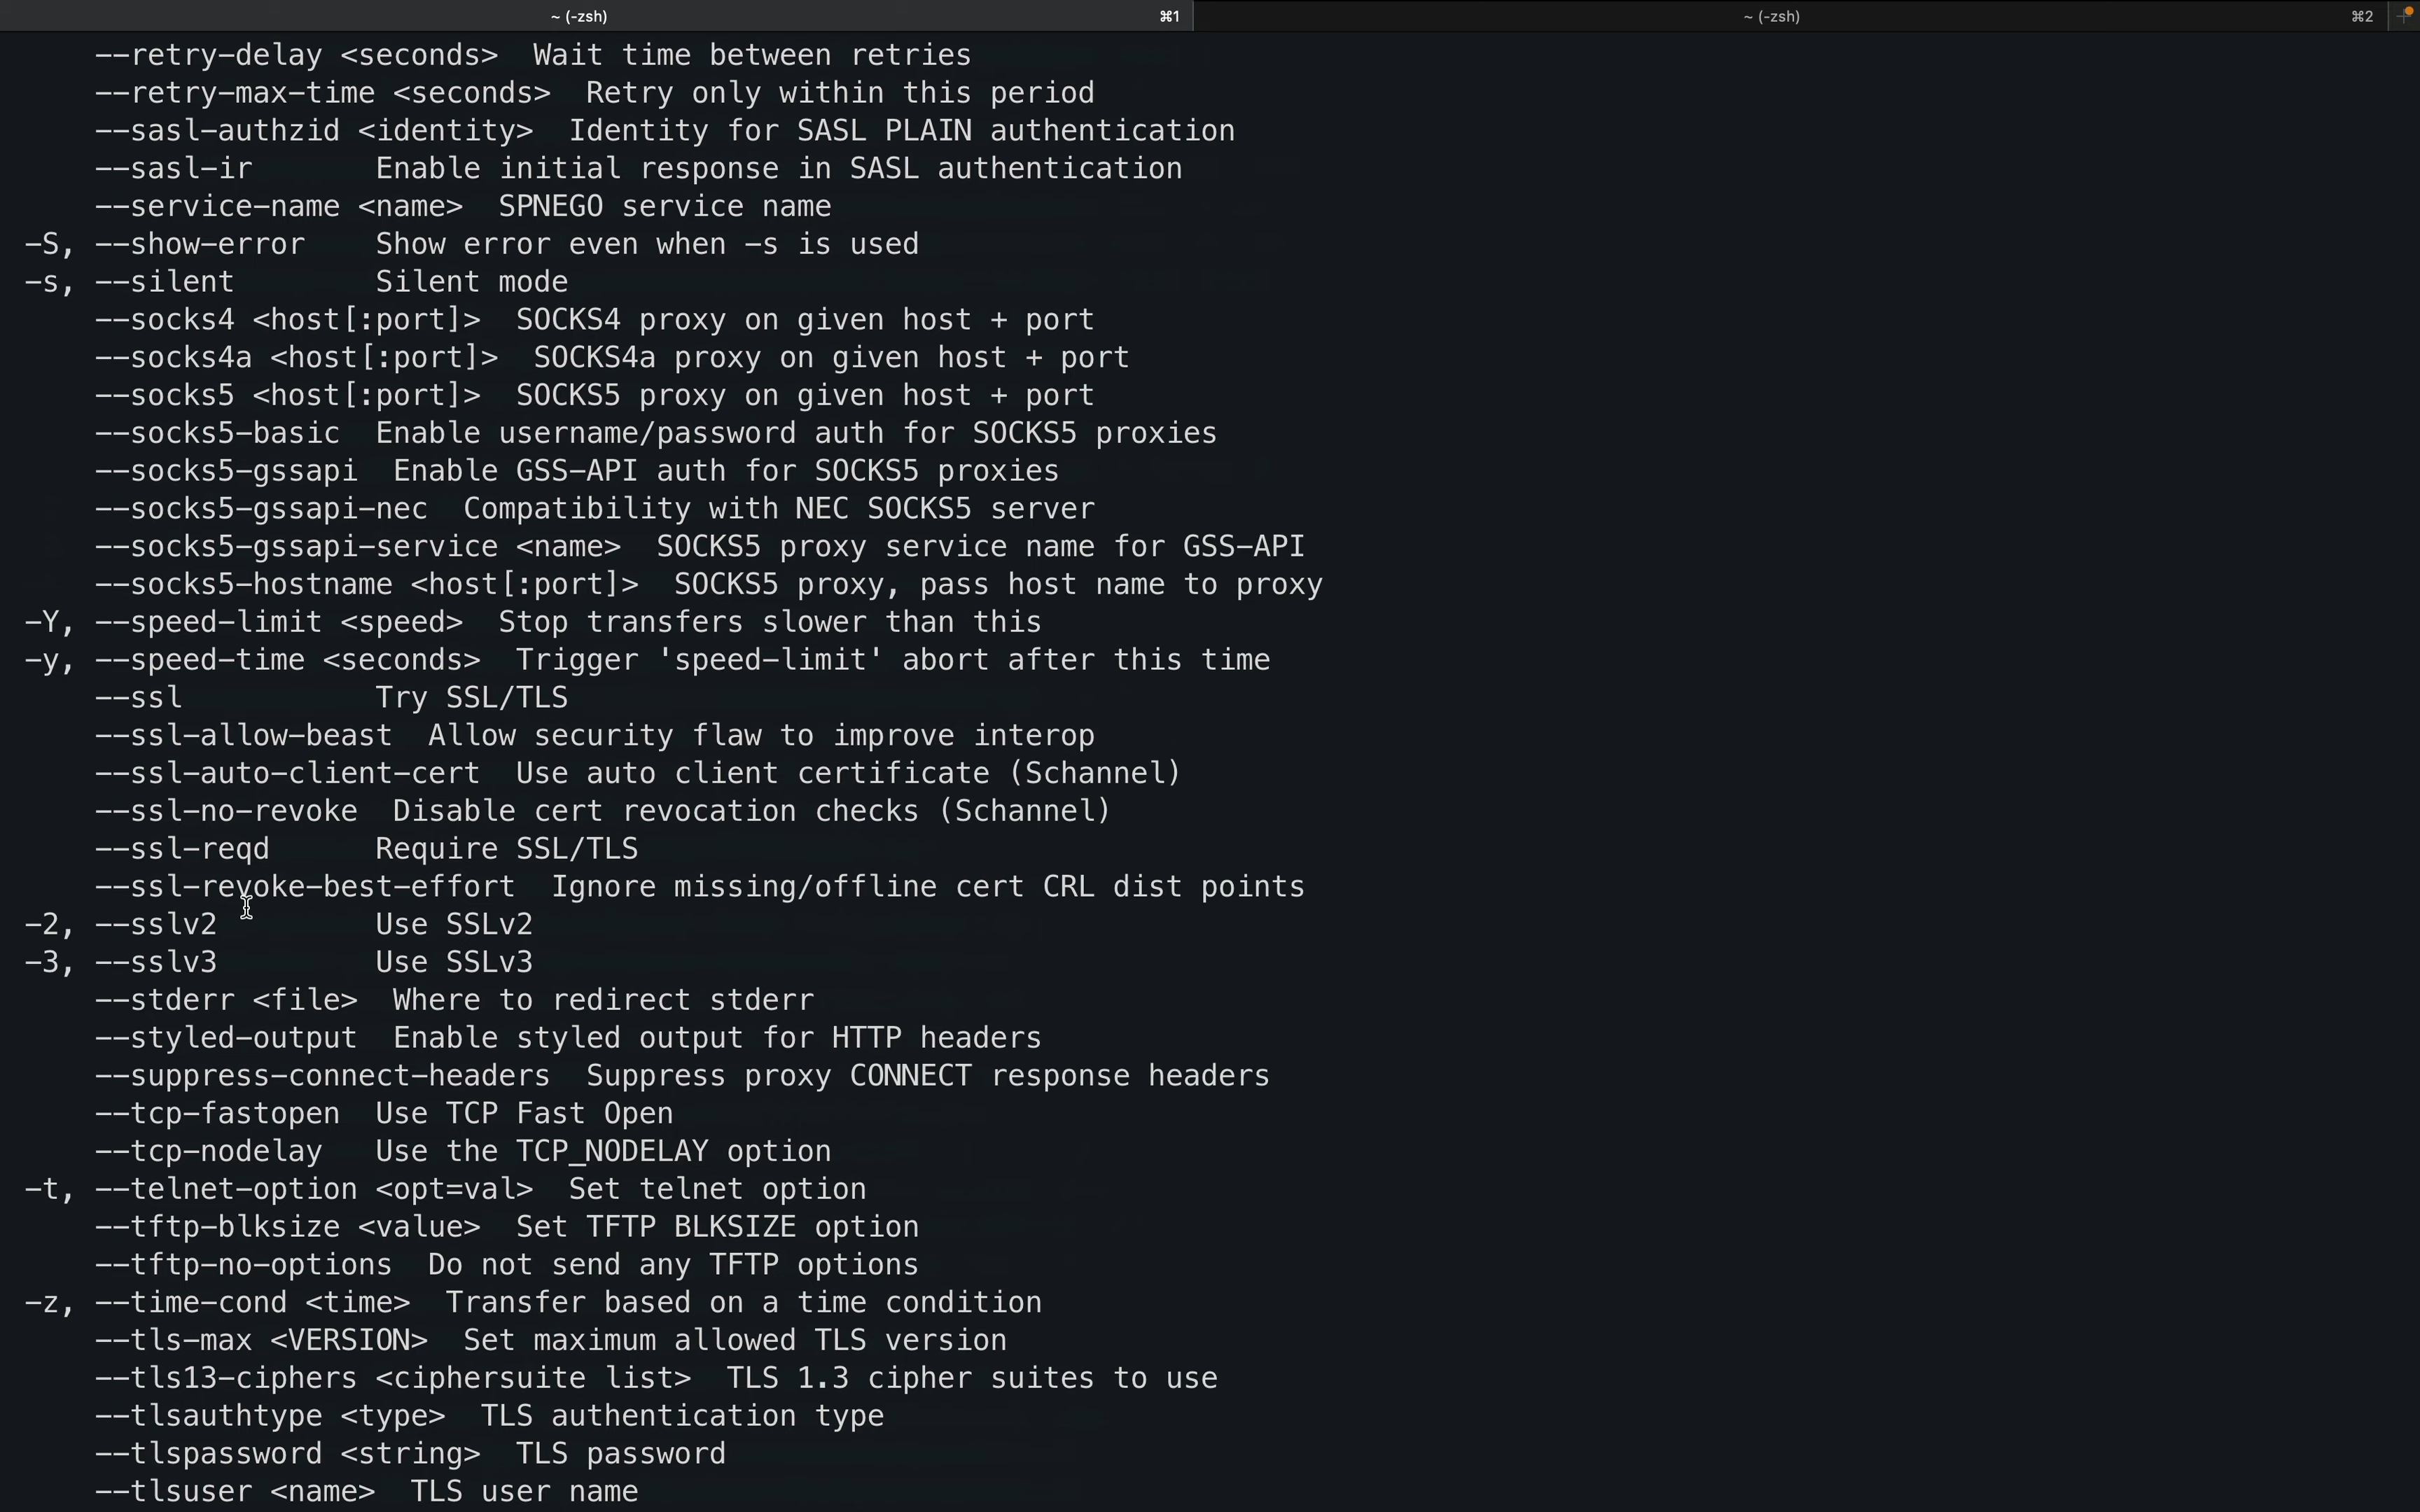 ~ (-zsh) ⌘1 ~ (-zsh) ⌘2
--retry-delay <seconds>  Wait time between retries
--retry-max-time <seconds>  Retry only within this period
--sasl-authzid <identity>  Identity for SASL PLAIN authentication
--sasl-ir       Enable initial response in SASL authentication
--service-name <name>  SPNEGO service name
-S, --show-error    Show error even when -s is used
-s, --silent        Silent mode
--socks4 <host[:port]>  SOCKS4 proxy on given host + port
--socks4a <host[:port]>  SOCKS4a proxy on given host + port
--socks5 <host[:port]>  SOCKS5 proxy on given host + port
--socks5-basic  Enable username/password auth for SOCKS5 proxies
--socks5-gssapi  Enable GSS-API auth for SOCKS5 proxies
--socks5-gssapi-nec  Compatibility with NEC SOCKS5 server
--socks5-gssapi-service <name>  SOCKS5 proxy service name for GSS-API
--socks5-hostname <host[:port]>  SOCKS5 proxy, pass host name to proxy
-Y, --speed-limit <speed>  Stop transfers slower than this
-y, --speed-time <seconds>  Trigger 'speed-limit' abort after this time
--ssl           Try SSL/TLS
--ssl-allow-beast  Allow security flaw to improve interop
--ssl-auto-client-cert  Use auto client certificate (Schannel)
--ssl-no-revoke  Disable cert revocation checks (Schannel)
--ssl-reqd      Require SSL/TLS
--ssl-revoke-best-effort  Ignore missing/offline cert CRL dist points
-2, --sslv2         Use SSLv2
-3, --sslv3         Use SSLv3
--stderr <file>  Where to redirect stderr
--styled-output  Enable styled output for HTTP headers
--suppress-connect-headers  Suppress proxy CONNECT response headers
--tcp-fastopen  Use TCP Fast Open
--tcp-nodelay   Use the TCP_NODELAY option
-t, --telnet-option <opt=val>  Set telnet option
--tftp-blksize <value>  Set TFTP BLKSIZE option
--tftp-no-options  Do not send any TFTP options
-z, --time-cond <time>  Transfer based on a time condition
--tls-max <VERSION>  Set maximum allowed TLS version
--tls13-ciphers <ciphersuite list>  TLS 1.3 cipher suites to use
--tlsauthtype <type>  TLS authentication type
--tlspassword <string>  TLS password
--tlsuser <name>  TLS user name